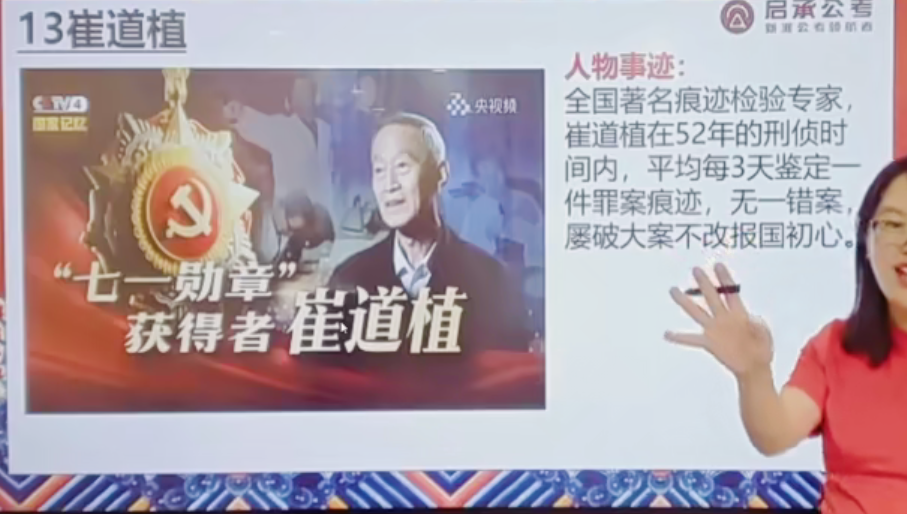 13崔道植
启承公考
人物事迹：
全国著名痕迹检验专家，
崔道植在52年的刑侦时
间内，平均每3天鉴定一
件罪案痕迹，无一错案，
屡破大案不改报国初心。
CCTV4
国家记忆
央视频
“七一勋章”
获得者 崔道植